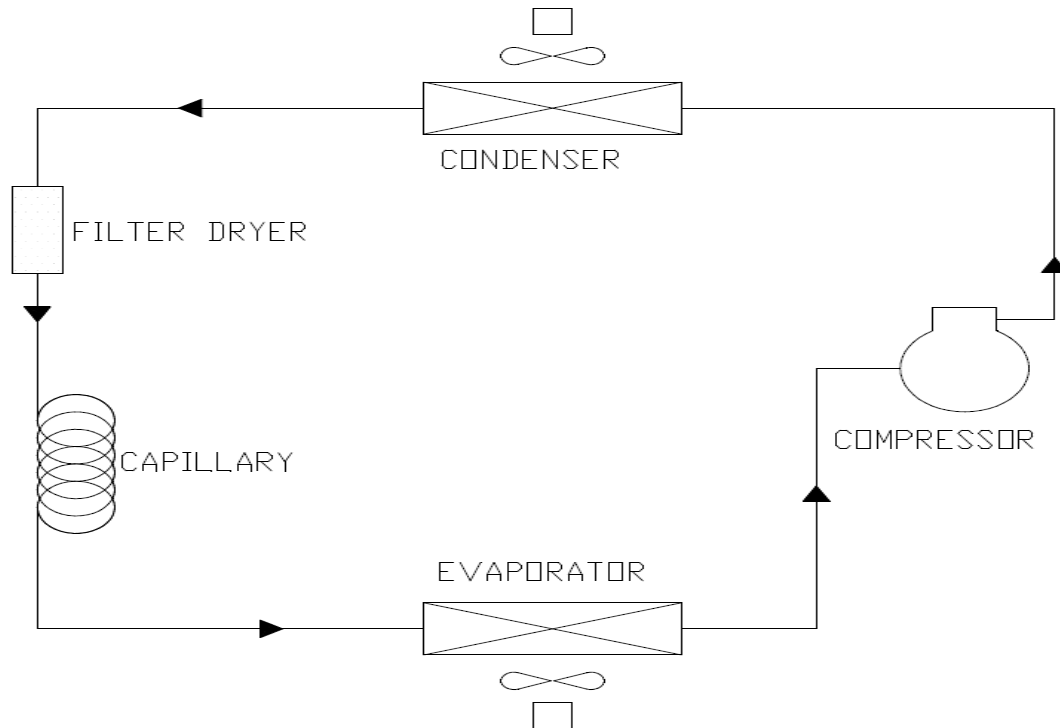 CONDENSER
FILTER DRYER
COMPRESSOR
CAPILLARY
EVAPORATOR